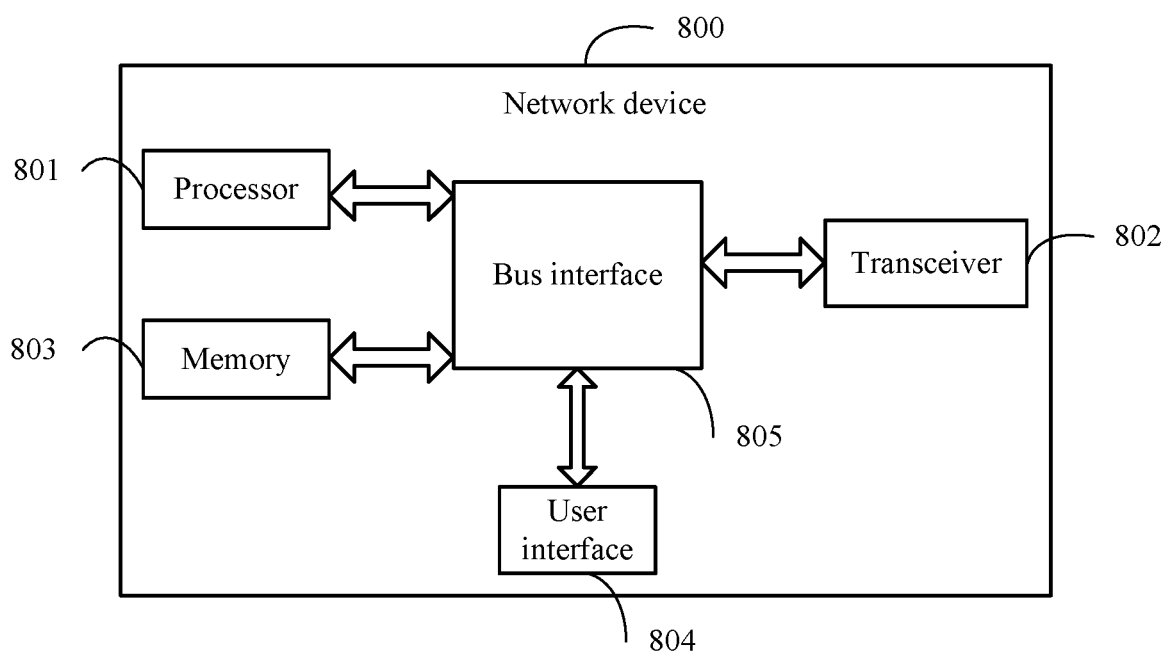 800
Network device
801
Processor
Bus interface
Transceiver
802
803
Memory
805
User
interface
804